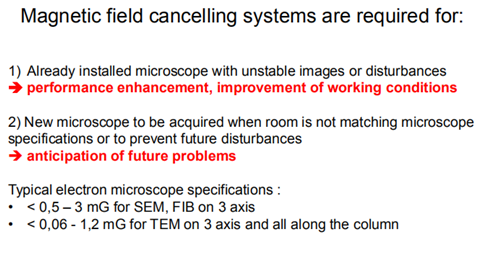 Magnetic field cancelling systems are required for:
1) Already installed microscope with unstable images or disturbances
➔ performance enhancement, improvement of working conditions
2) New microscope to be acquired when room is not matching microscope
specifications or to prevent future disturbances
➔ anticipation of future problems
Typical electron microscope specifications :
• < 0,5 – 3 mG for SEM, FIB on 3 axis
• < 0,06 - 1,2 mG for TEM on 3 axis and all along the column